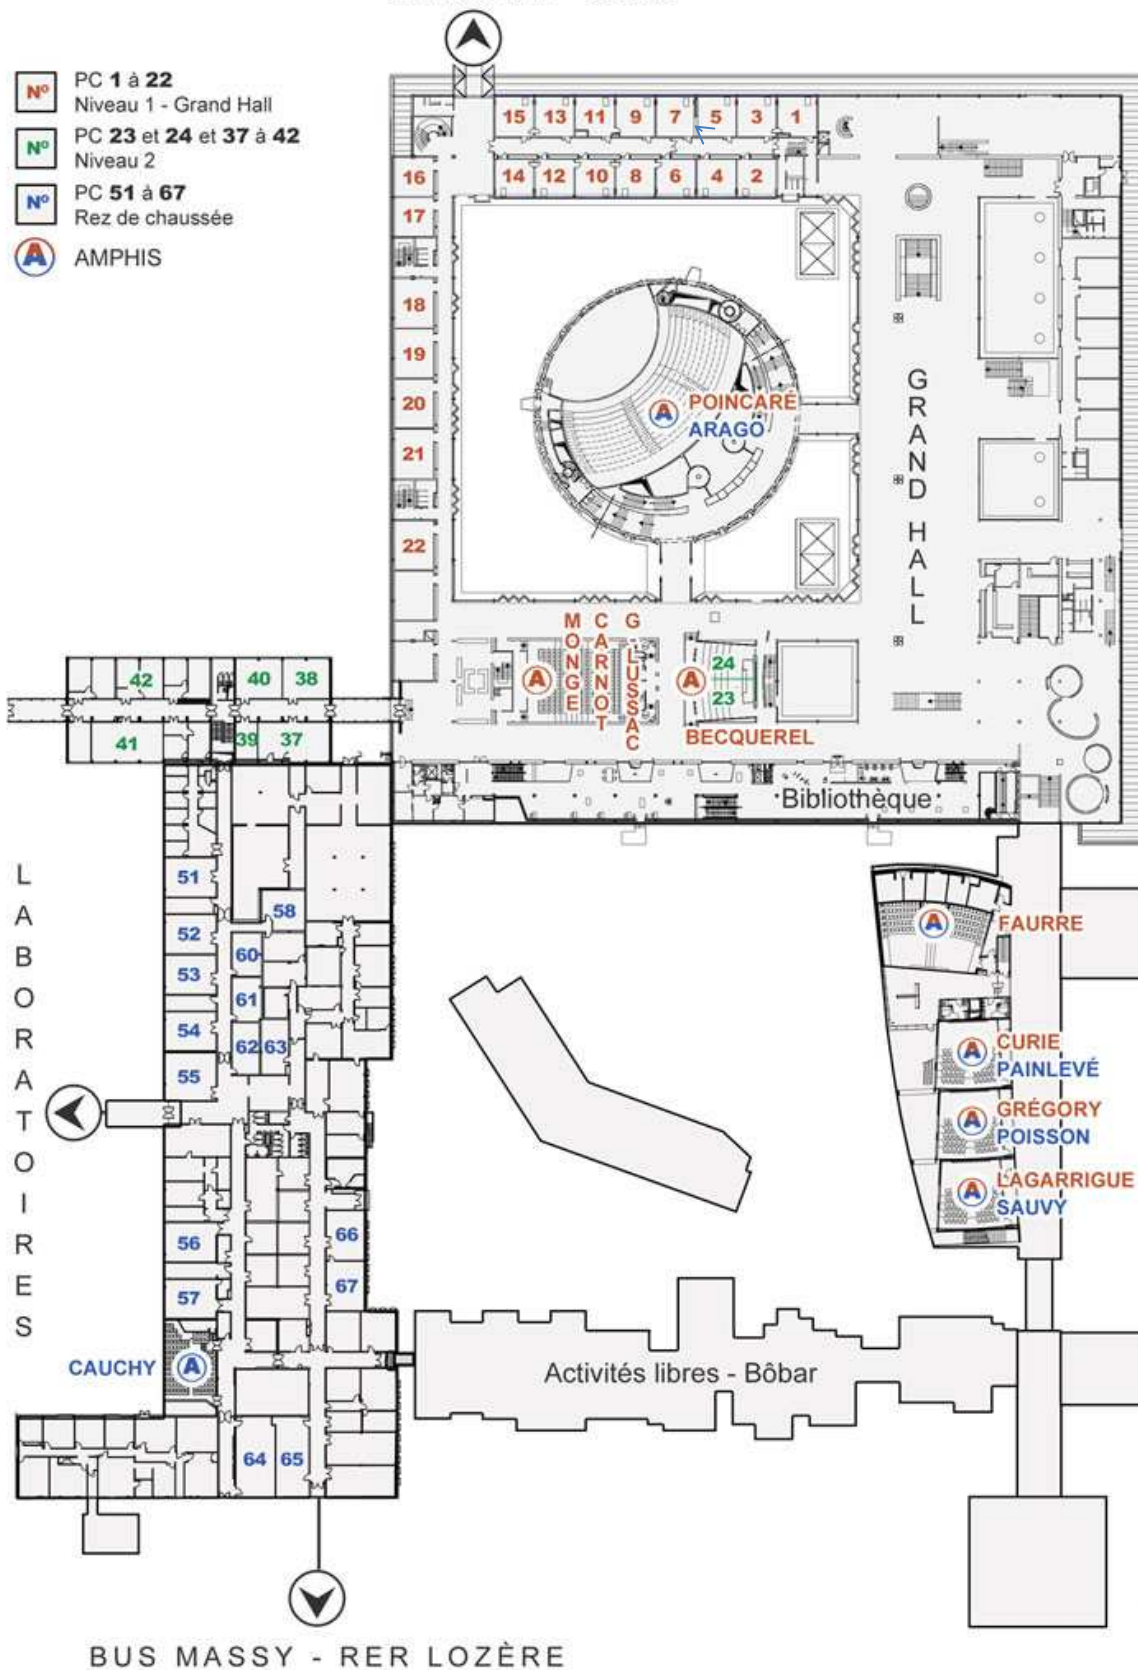 Nº PC 1 à 22
Niveau 1 - Grand Hall
Nº PC 23 et 24 et 37 à 42
Niveau 2
Nº PC 51 à 67
Rez de chaussée
A AMPHIS
15 13 11 9 7 5 3 1
14 12 10 8 6 4 2
16
17
18
19
20
21
22
A POINCARÉ
ARAGO
GRAND HALL
A MONGE CARNOT G-LUSSAC
A 24
23
BECQUEREL
42 40 38
41 39 37
Bibliothèque
LABORATOIRES
51
52
53
54
55
56
57
58
60
61
62 63
66
67
A FAURRE
A CURIE
PAINLEVÉ
A GRÉGORY
POISSON
A LAGARRIGUE
SAUVY
CAUCHY A
Activités libres - Bôbar
64 65
BUS MASSY - RER LOZÈRE